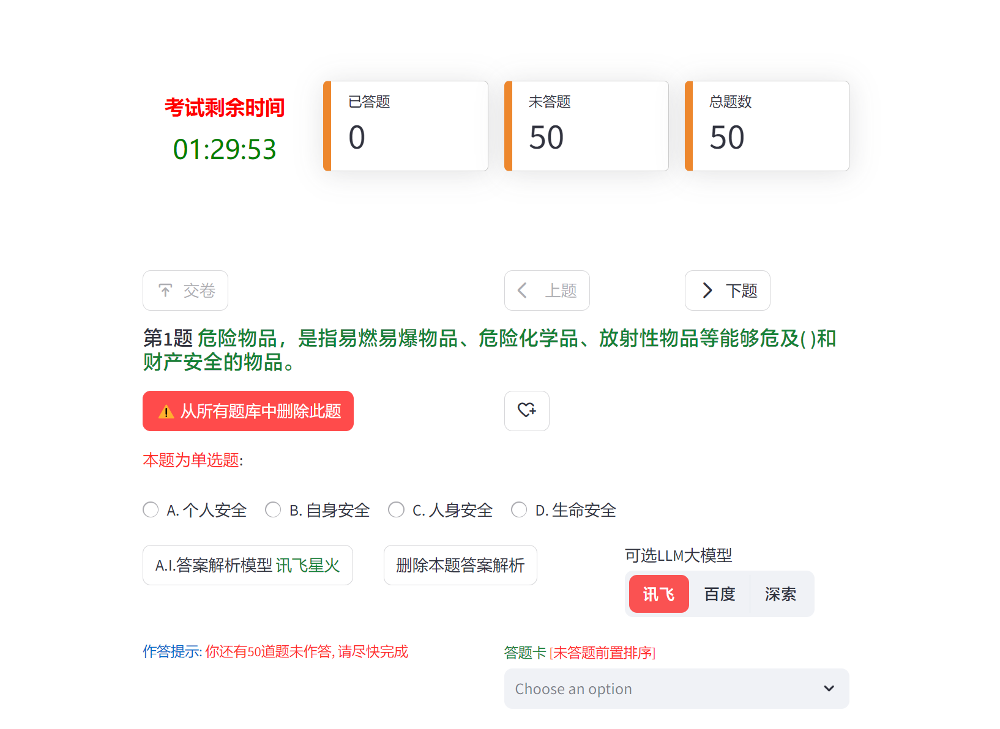 考试剩余时间
01:29:53
已答题
0
未答题
50
总题数
50
交卷
上题
下题
第1题 危险物品，是指易燃易爆物品、危险化学品、放射性物品等能够危及( )和
财产安全的物品。
从所有题库中删除此题
本题为单选题:
A. 个人安全
B. 自身安全
C. 人身安全
D. 生命安全
A.I.答案解析模型 讯飞星火
删除本题答案解析
可选LLM大模型
讯飞
百度
深索
作答提示: 你还有50道题未作答, 请尽快完成
答题卡 [未答题前置排序]
Choose an option